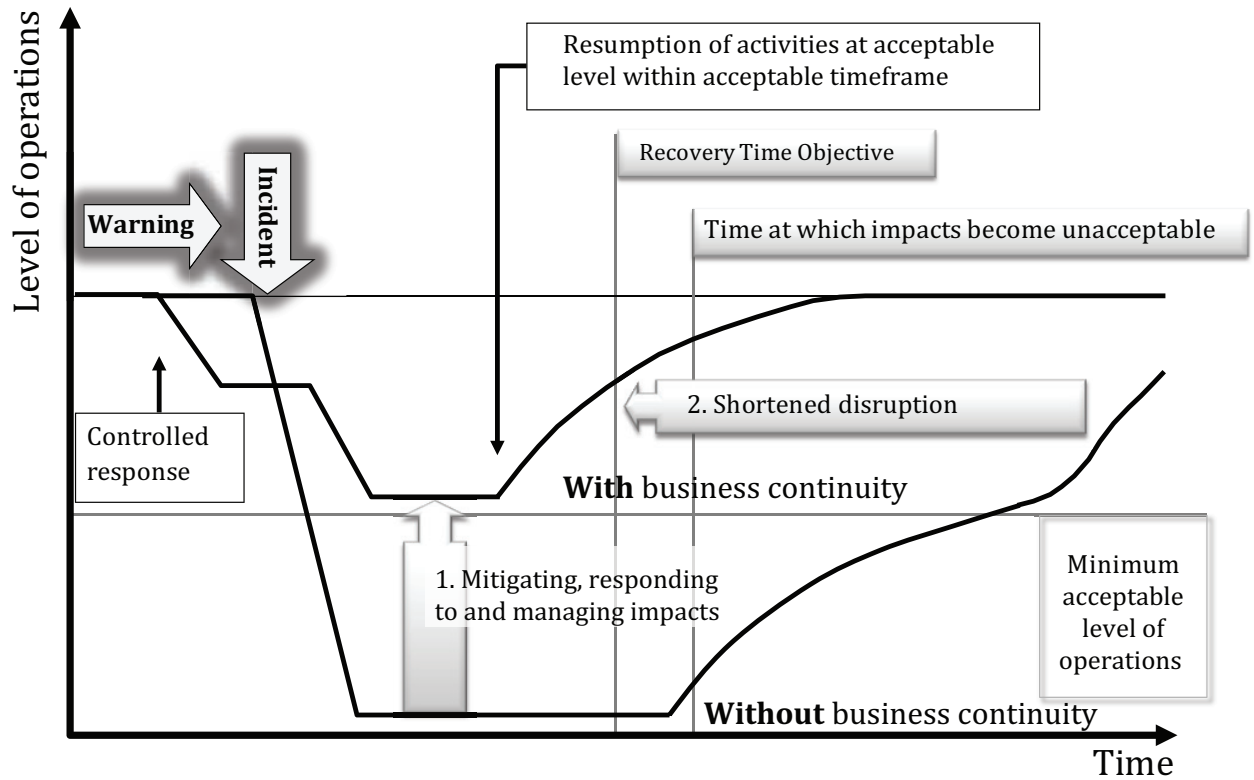 Level of operations
Resumption of activities at acceptable
level within acceptable timeframe
Recovery Time Objective
Warning
Incident
Time at which impacts become unacceptable
Controlled
response
2. Shortened disruption
With business continuity
1. Mitigating, responding
to and managing impacts
Minimum
acceptable
level of
operations
Without business continuity
Time